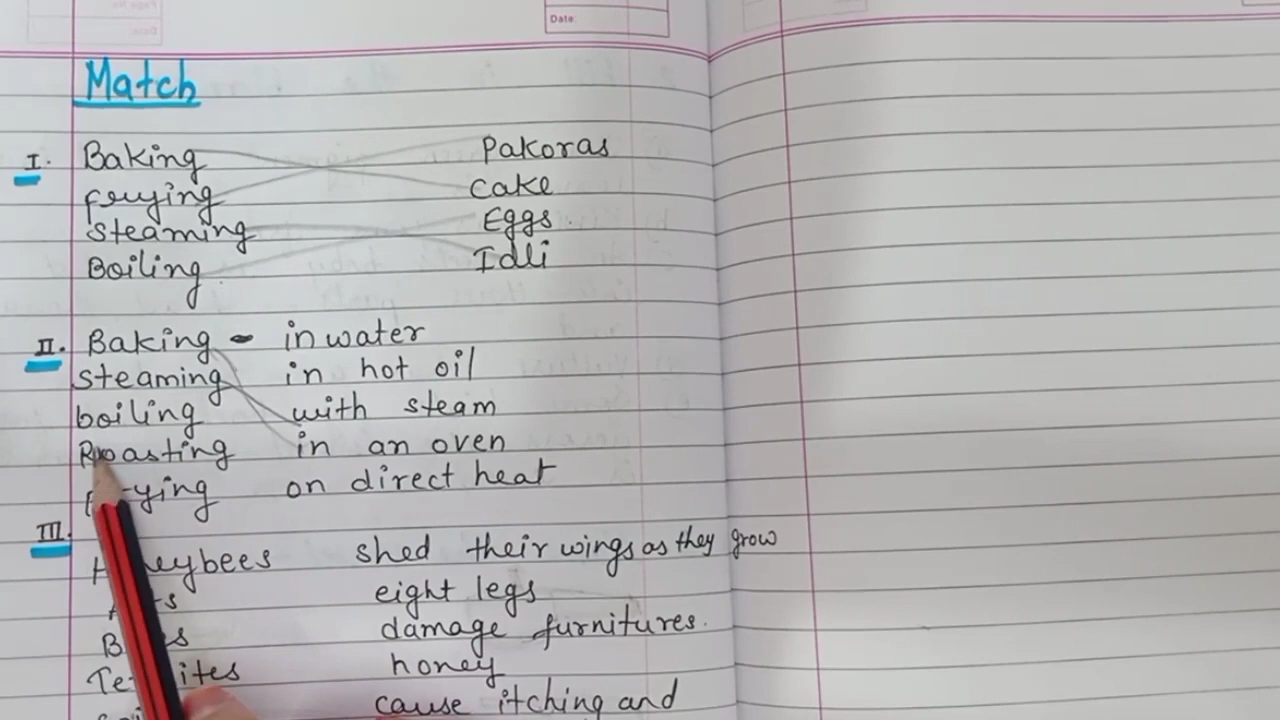 Date:
Match
I. Baking Pakoras
frying Cake
Steaming Eggs
Boiling Idli
II. Baking - in water
Steaming in hot oil
boiling with steam
Roasting in an oven
on direct heat
III.
shed their wings as they grow
eight legs
damage furnitures.
honey
cause itching and